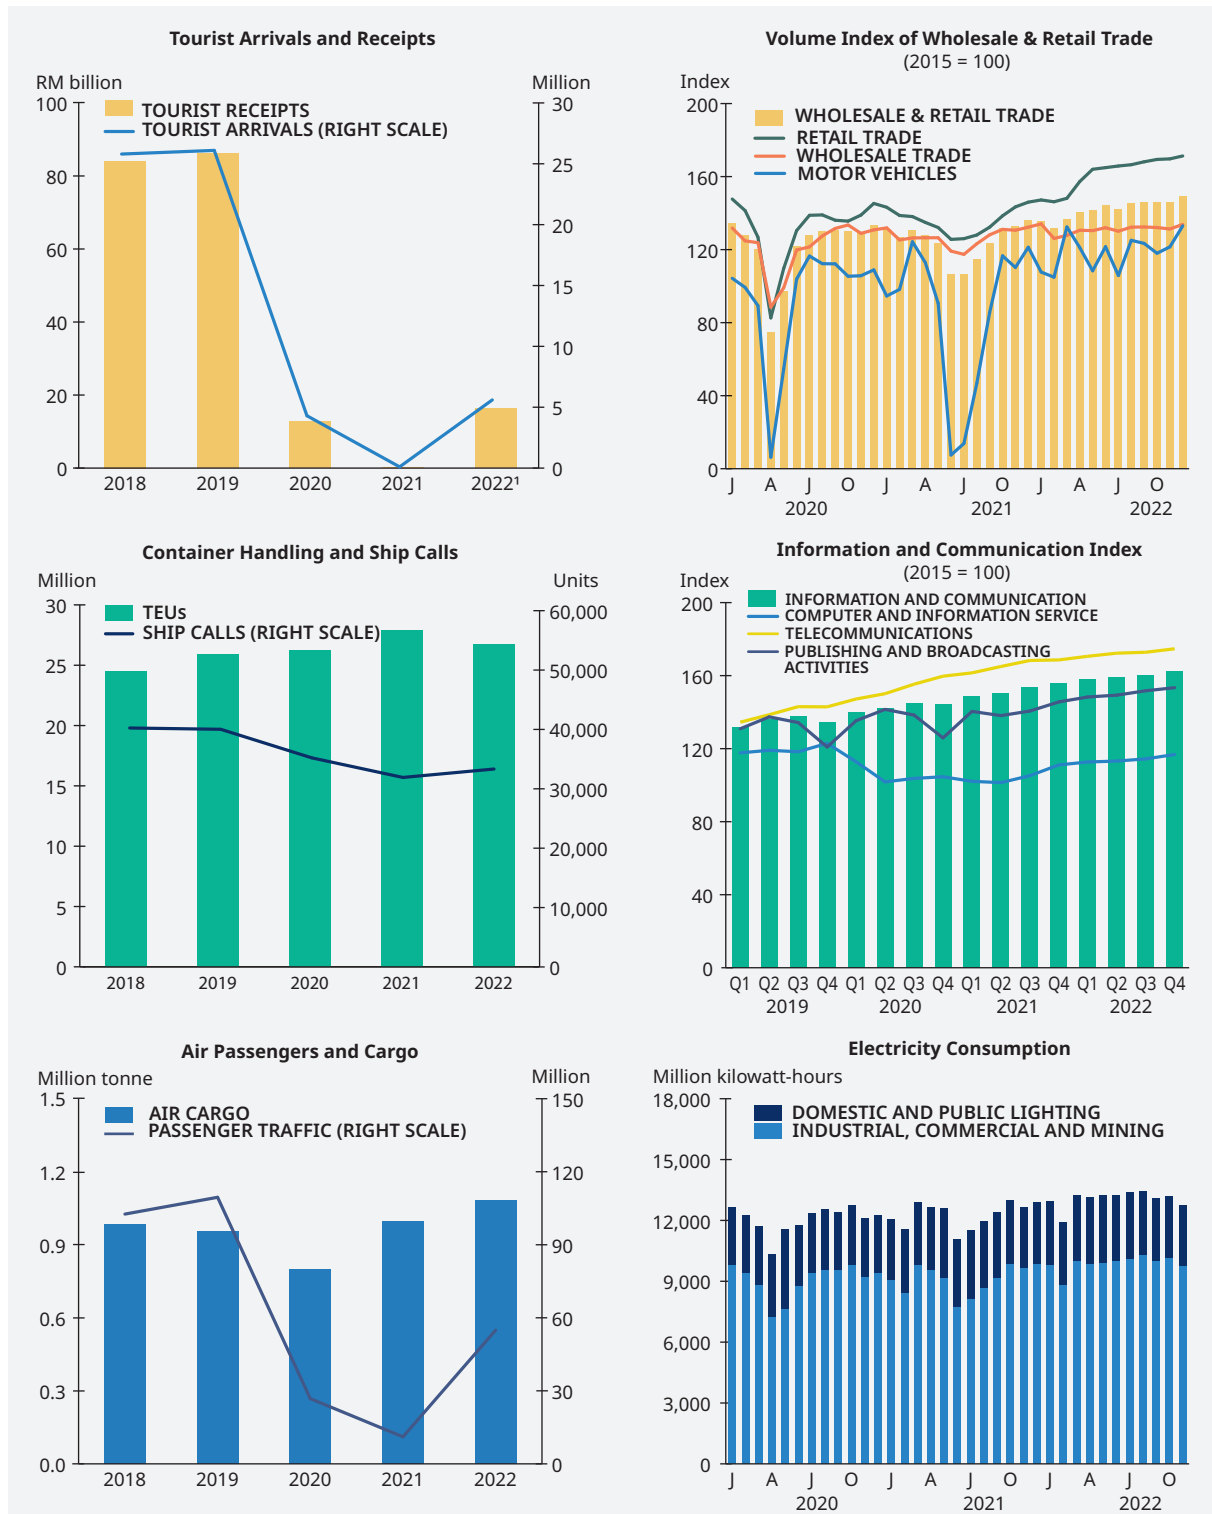 Tourist Arrivals and Receipts
RM billion
Million
100
80
60
40
20
0
30
25
20
15
10
5
0
TOURIST RECEIPTS
TOURIST ARRIVALS (RIGHT SCALE)
2018 2019 2020 2021 2022¹
Volume Index of Wholesale & Retail Trade
(2015 = 100)
Index
200
160
120
80
40
0
WHOLESALE & RETAIL TRADE
RETAIL TRADE
WHOLESALE TRADE
MOTOR VEHICLES
J A J O J A J O J A J O
2020 2021 2022
Container Handling and Ship Calls
Million
Units
30
25
20
15
10
5
0
60,000
50,000
40,000
30,000
20,000
10,000
0
TEUs
SHIP CALLS (RIGHT SCALE)
2018 2019 2020 2021 2022
Information and Communication Index
(2015 = 100)
Index
200
160
120
80
40
0
INFORMATION AND COMMUNICATION
COMPUTER AND INFORMATION SERVICE
TELECOMMUNICATIONS
PUBLISHING AND BROADCASTING
ACTIVITIES
Q1 Q2 Q3 Q4 Q1 Q2 Q3 Q4 Q1 Q2 Q3 Q4 Q1 Q2 Q3 Q4
2019 2020 2021 2022
Air Passengers and Cargo
Million tonne
Million
1.5
1.2
0.9
0.6
0.3
0.0
150
120
90
60
30
0
AIR CARGO
PASSENGER TRAFFIC (RIGHT SCALE)
2018 2019 2020 2021 2022
Electricity Consumption
Million kilowatt-hours
18,000
15,000
12,000
9,000
6,000
3,000
0
DOMESTIC AND PUBLIC LIGHTING
INDUSTRIAL, COMMERCIAL AND MINING
J A J O J A J O J A J O
2020 2021 2022